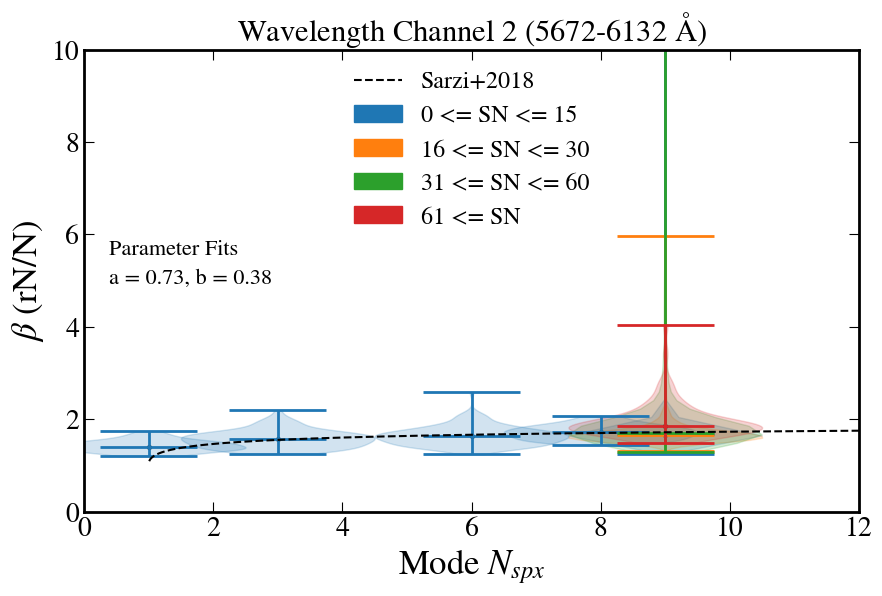 Wavelength Channel 2 (5672-6132 Å)
10
8
6
4
2
0
β (rN/N)
Sarzi+2018
0 <= SN <= 15
16 <= SN <= 30
31 <= SN <= 60
61 <= SN
Parameter Fits
a = 0.73, b = 0.38
0 2 4 6 8 10 12
Mode N_{spx}